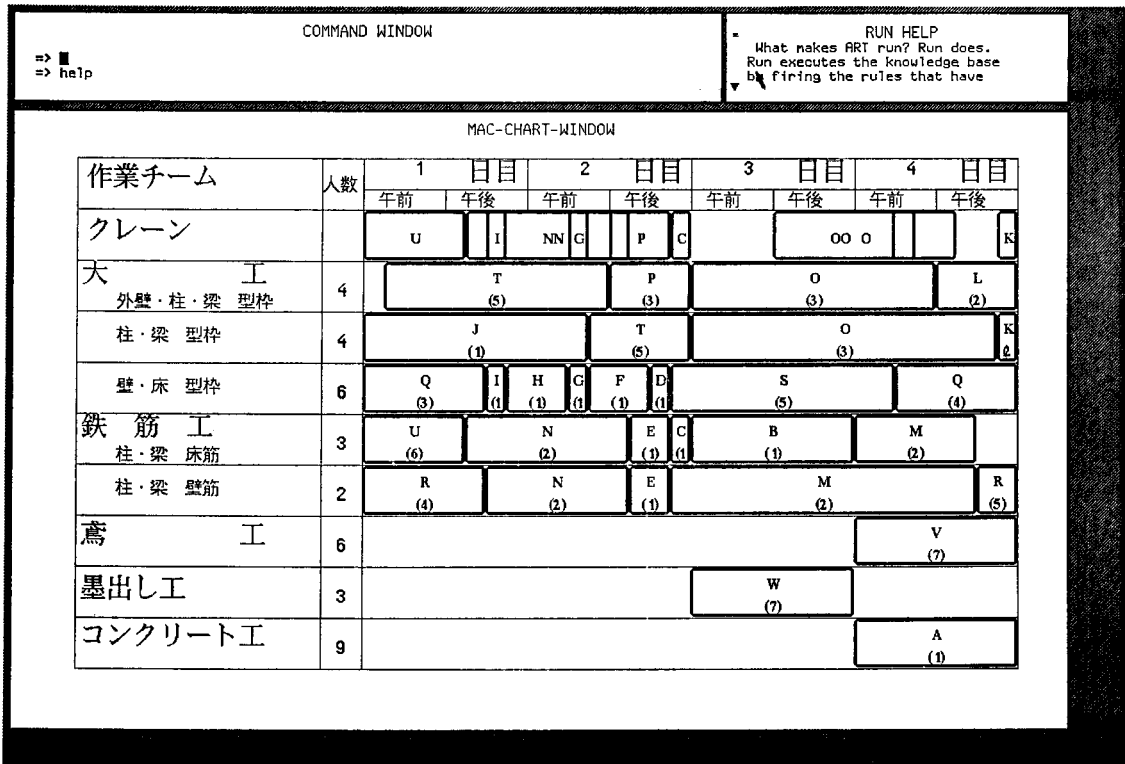 COMMAND WINDOW
=>
=> help
RUN HELP
What makes ART run? Run does.
Run executes the knowledge base
by firing the rules that have
MAC-CHART-WINDOW
作業チーム 人数 1 日目 2 日目 3 日目 4 日目
午前 午後 午前 午後 午前 午後 午前 午後
クレーン U I NN G P C OO O K
大 工 T P O L
外壁・柱・梁 型枠 4 (5) (3) (3) (2)
柱・梁 型枠 4 J T O K
(1) (5) (3)
壁・床 型枠 6 Q I H G F D S Q
(3) (1 (1) (1 (1) (1 (5) (4)
鉄 筋 工 3 U N E C B M
柱・梁 床筋 (6) (2) (1) (1 (1) (2)
柱・梁 壁筋 2 R N E M R
(4) (2) (1) (2) (5)
鳶 工 6 V
(7)
墨出し工 3 W
(7)
コンクリート工 9 A
(1)